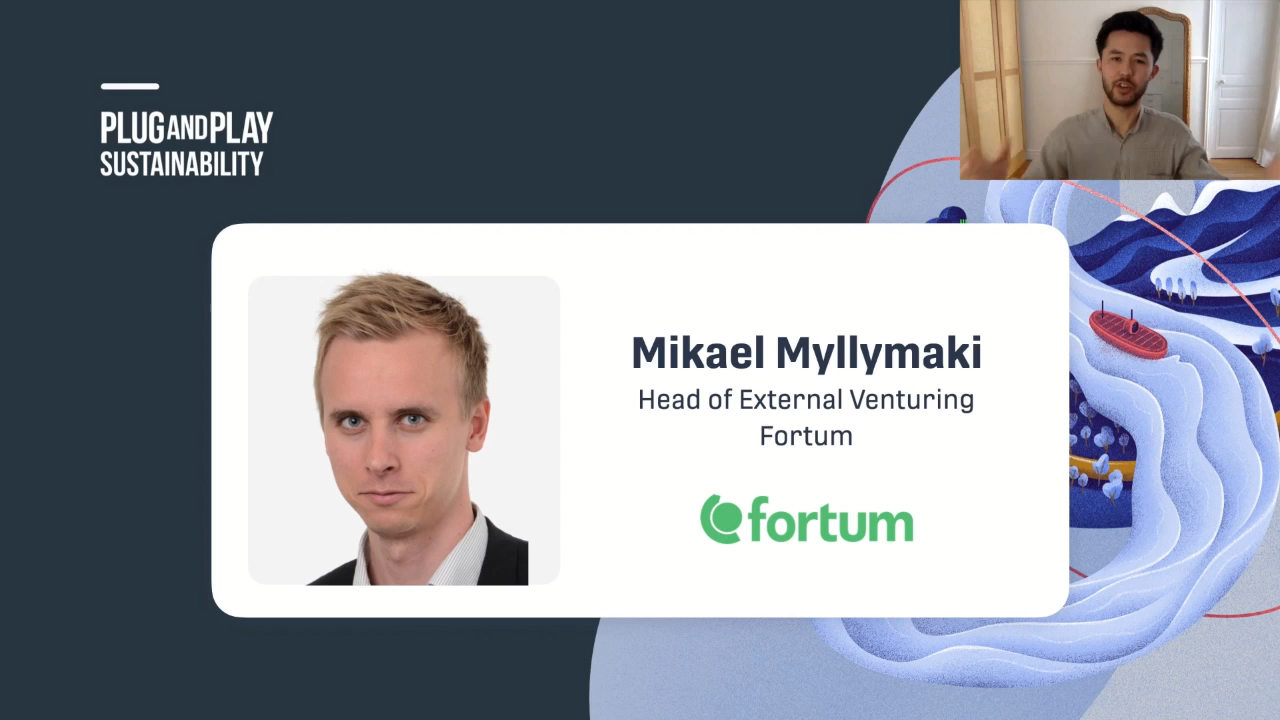 PLUG AND PLAY
SUSTAINABILITY
Mikael Myllymaki
Head of External Venturing
Fortum
fortum